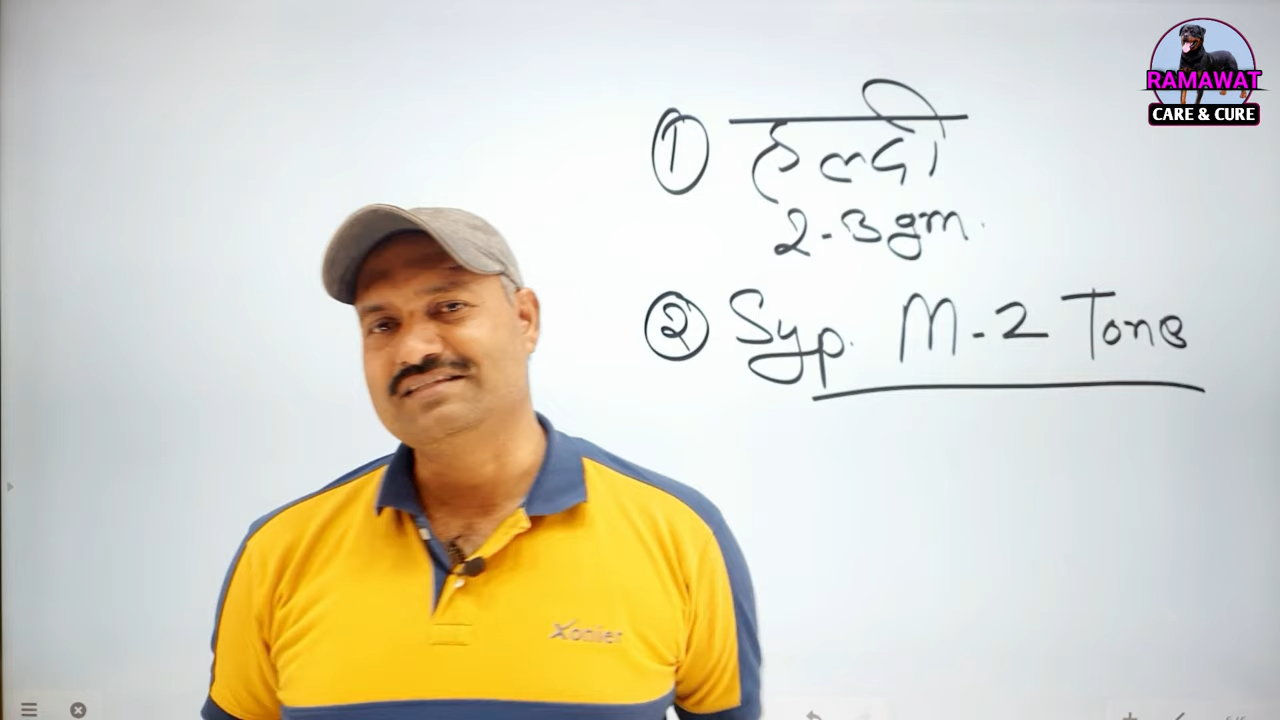 ① हल्दी
2-3gm.
② Syp. M-2 Tone
RAMAWAT
CARE & CURE
Xonier